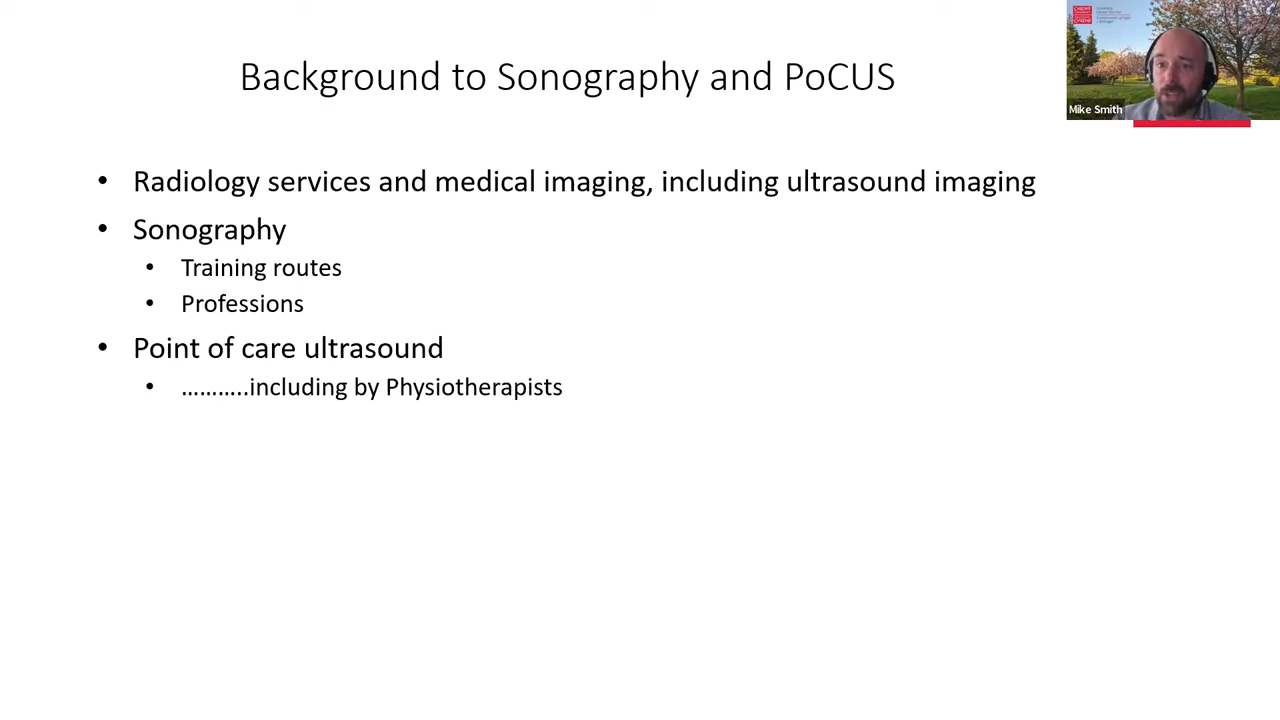 Background to Sonography and PoCUS
Mike Smith
• Radiology services and medical imaging, including ultrasound imaging
• Sonography
• Training routes
• Professions
• Point of care ultrasound
• ………..including by Physiotherapists